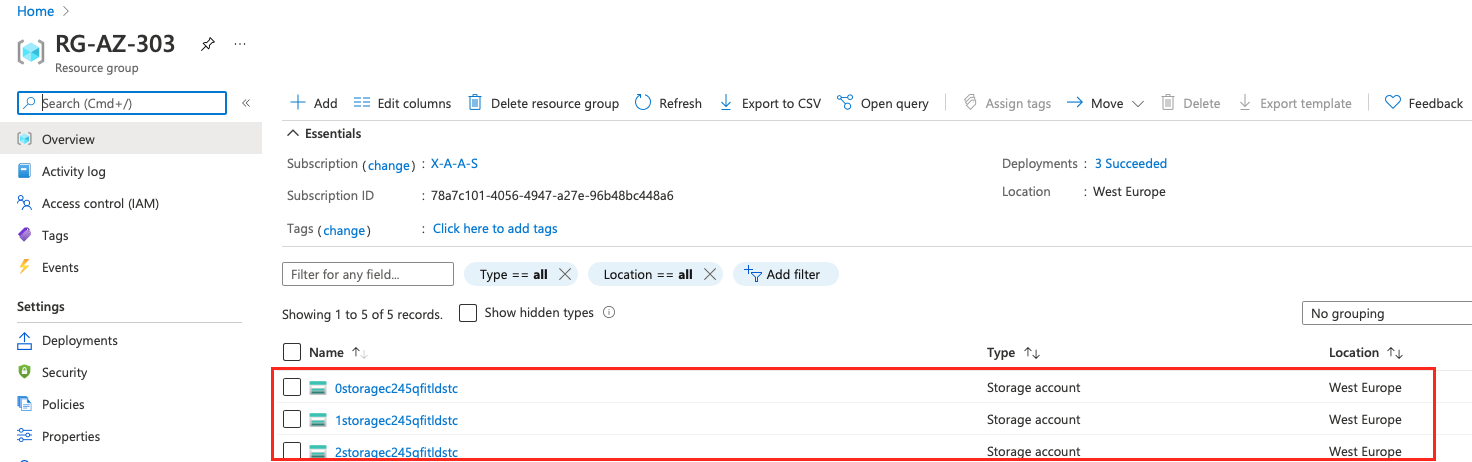 Home >
RG-AZ-303 ...
Resource group
Search (Cmd+/) «
Add Edit columns Delete resource group Refresh Export to CSV Open query Assign tags Move Delete Export template Feedback
Overview
Activity log
Access control (IAM)
Tags
Events
Settings
Deployments
Security
Policies
Properties
Essentials
Subscription (change) : X-A-A-S
Deployments : 3 Succeeded
Subscription ID : 78a7c101-4056-4947-a27e-96b48bc448a6
Location : West Europe
Tags (change) : Click here to add tags
Filter for any field... Type == all Location == all Add filter
Showing 1 to 5 of 5 records. Show hidden types No grouping
Name Type Location
0storagec245qfitldstc Storage account West Europe
1storagec245qfitldstc Storage account West Europe
2storagec245qfitldstc Storage account West Europe